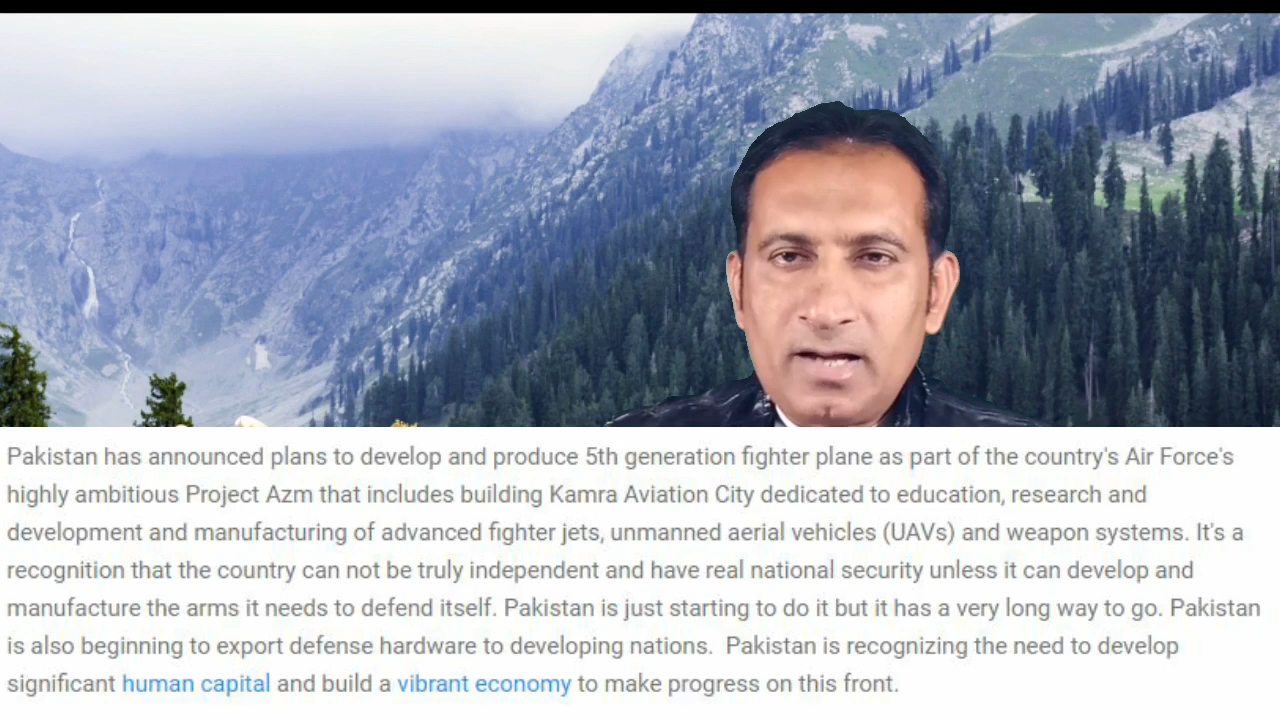 Pakistan has announced plans to develop and produce 5th generation fighter plane as part of the country's Air Force's
highly ambitious Project Azm that includes building Kamra Aviation City dedicated to education, research and
development and manufacturing of advanced fighter jets, unmanned aerial vehicles (UAVs) and weapon systems. It's a
recognition that the country can not be truly independent and have real national security unless it can develop and
manufacture the arms it needs to defend itself. Pakistan is just starting to do it but it has a very long way to go. Pakistan
is also beginning to export defense hardware to developing nations.  Pakistan is recognizing the need to develop
significant human capital and build a vibrant economy to make progress on this front.